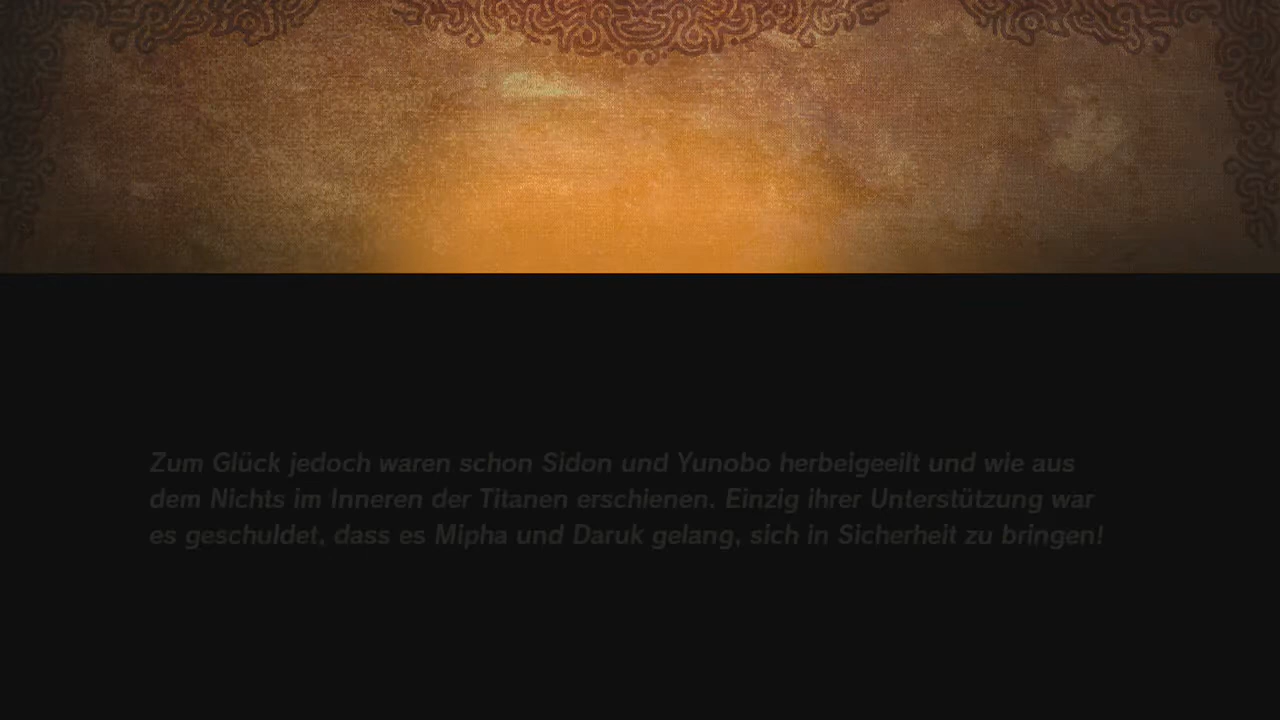 Zum Glück jedoch waren schon Sidon und Yunobo herbeigeeilt und wie aus
dem Nichts im Inneren der Titanen erschienen. Einzig ihrer Unterstützung war
es geschuldet, dass es Mipha und Daruk gelang, sich in Sicherheit zu bringen!